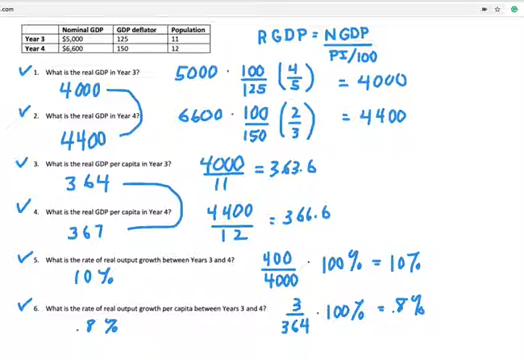 .com
Nominal GDP GDP deflator Population
Year 3 $5,000 125 11
Year 4 $6,600 150 12
RGDP = NGDP
PI/100
1. What is the real GDP in Year 3?
4000
5000 · 100/125 (4/5) = 4000
2. What is the real GDP in Year 4?
4400
6600 · 100/150 (2/3) = 4400
3. What is the real GDP per capita in Year 3?
364
4000/11 = 363.6
4. What is the real GDP per capita in Year 4?
367
4400/12 = 366.6
5. What is the rate of real output growth between Years 3 and 4?
10%
400/4000 · 100% = 10%
6. What is the rate of real output growth per capita between Years 3 and 4?
.8%
3/364 · 100% = .8%